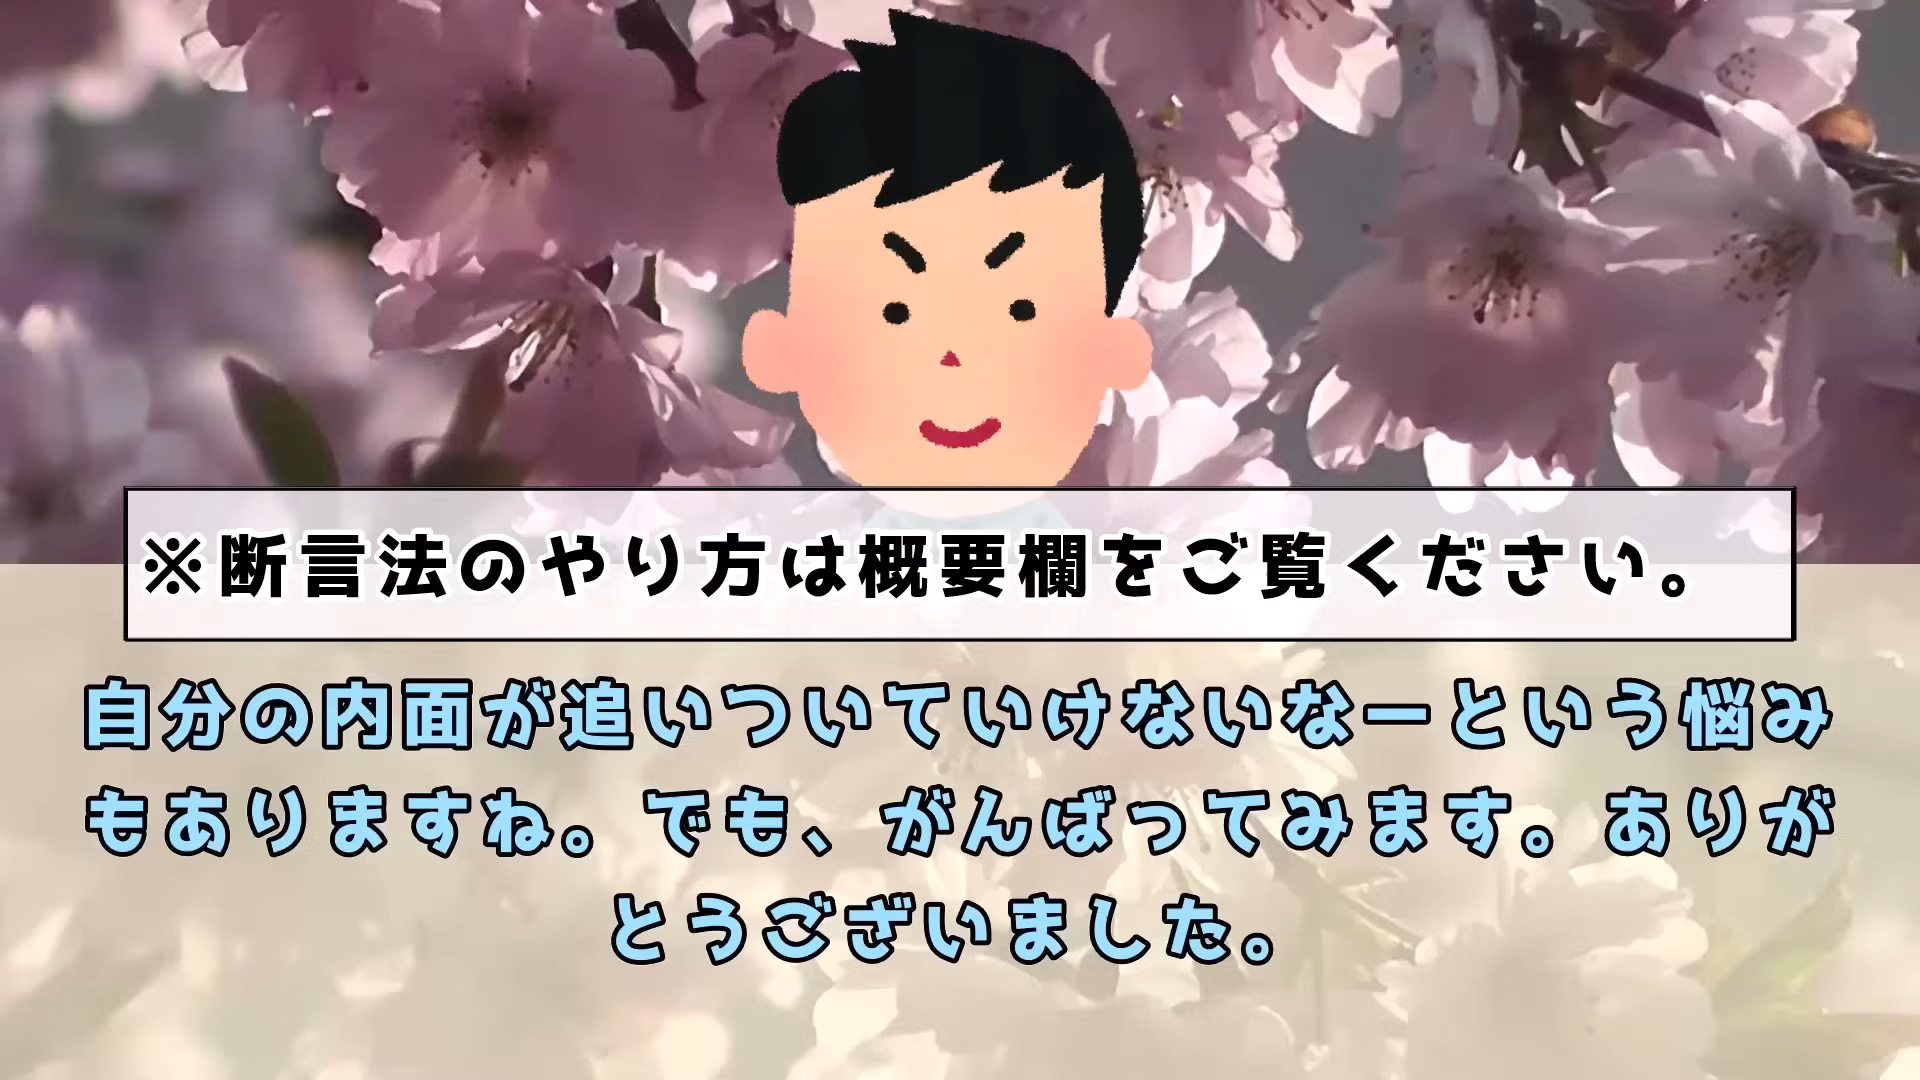 ※断言法のやり方は概要欄をご覧ください。
自分の内面が追いついていけないなーという悩み
もありますね。でも、がんばってみます。ありが
とうございました。